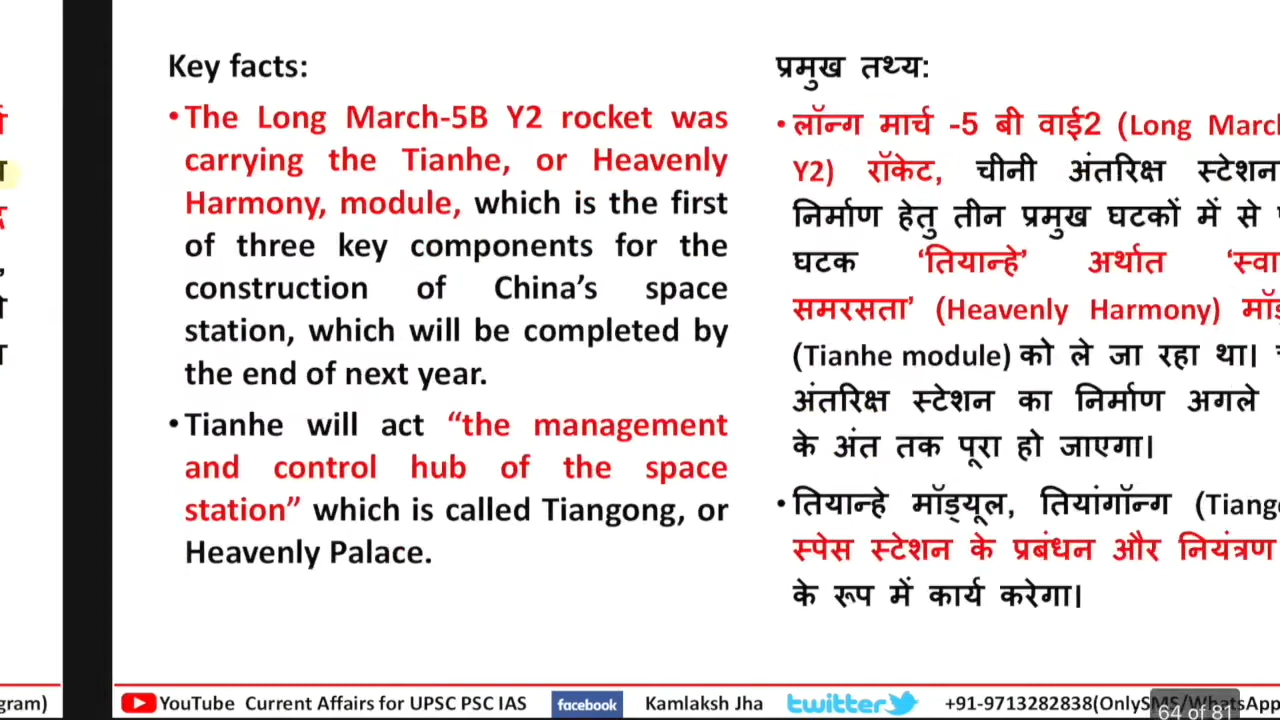 Key facts:
•The Long March-5B Y2 rocket was
carrying the Tianhe, or Heavenly
Harmony, module, which is the first
of three key components for the
construction of China’s space
station, which will be completed by
the end of next year.
•Tianhe will act “the management
and control hub of the space
station” which is called Tiangong, or
Heavenly Palace.
प्रमुख तथ्य:
•लॉन्ग मार्च -5 बी वाई2 (Long March
Y2) रॉकेट, चीनी अंतरिक्ष स्टेशन
निर्माण हेतु तीन प्रमुख घटकों में से
घटक ‘तियान्हे’ अर्थात ‘स्वा
समरसता’ (Heavenly Harmony)
(Tianhe module) को ले जा रहा था।
अंतरिक्ष स्टेशन का निर्माण अगले
के अंत तक पूरा हो जाएगा।
•तियान्हे मॉड्यूल, तियांगॉन्ग (Tiang
स्पेस स्टेशन के प्रबंधन और नियंत्रण
के रूप में कार्य करेगा।
gram) YouTube Current Affairs for UPSC PSC IAS facebook Kamlaksh Jha twitter +91-9713282838(OnlySMS/WhatsApp
64 of 81